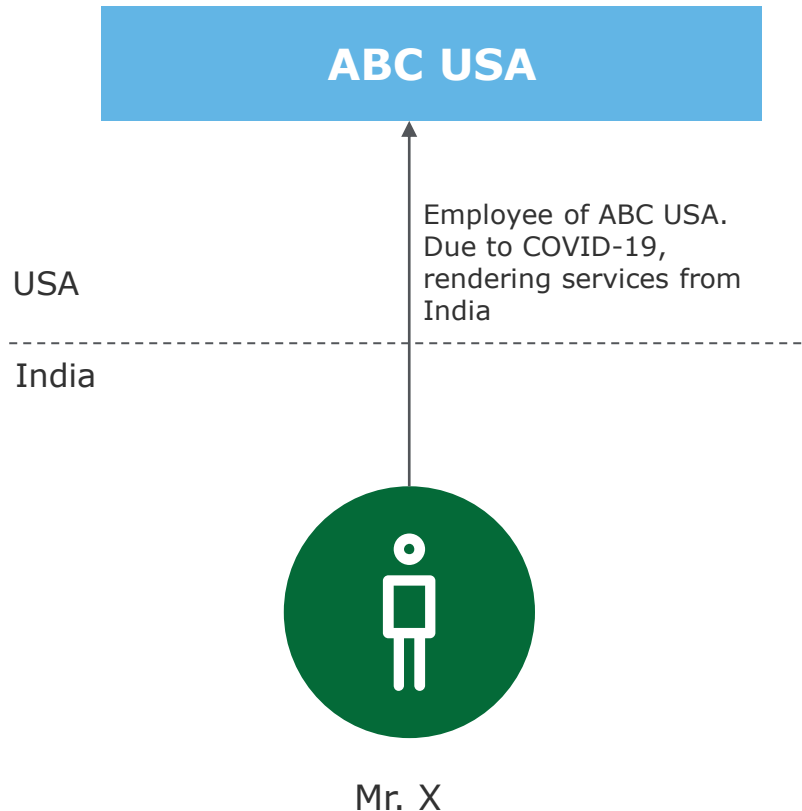 ABC USA
Employee of ABC USA.
Due to COVID-19,
rendering services from
India
USA
India
Mr. X